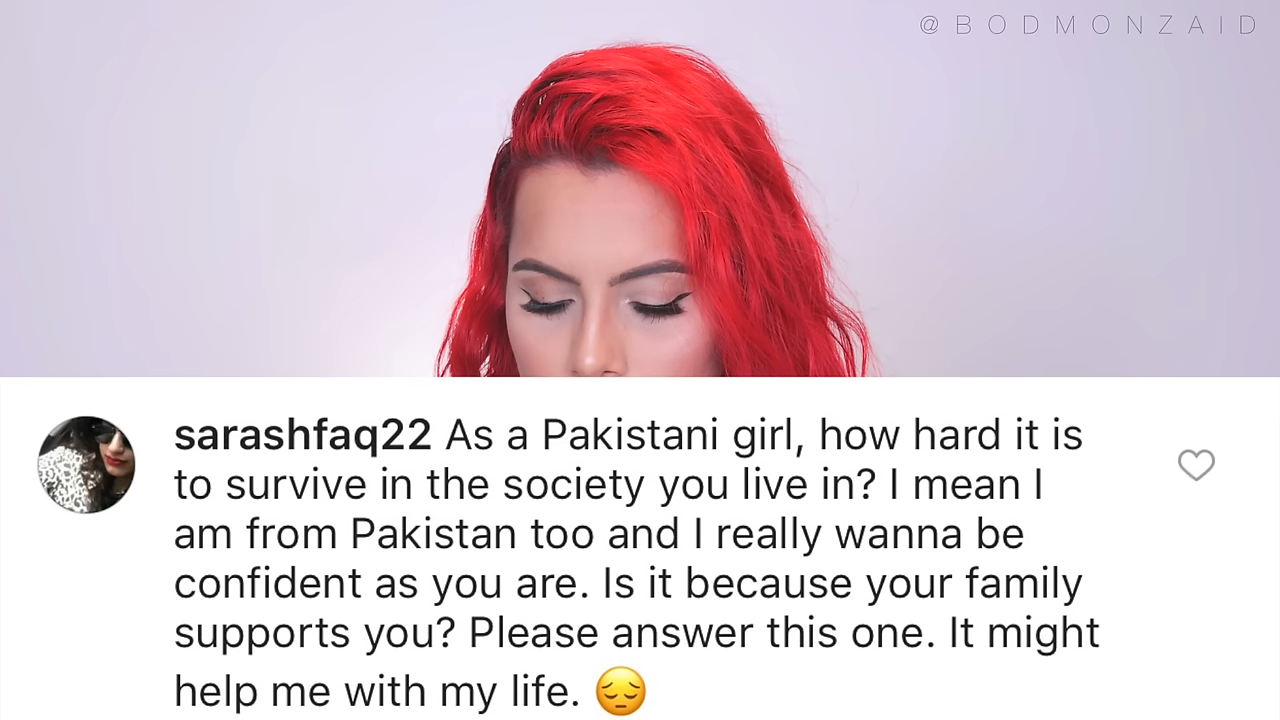 @BODMONZAID
sarashfaq22 As a Pakistani girl, how hard it is
to survive in the society you live in? I mean I
am from Pakistan too and I really wanna be
confident as you are. Is it because your family
supports you? Please answer this one. It might
help me with my life. 😔